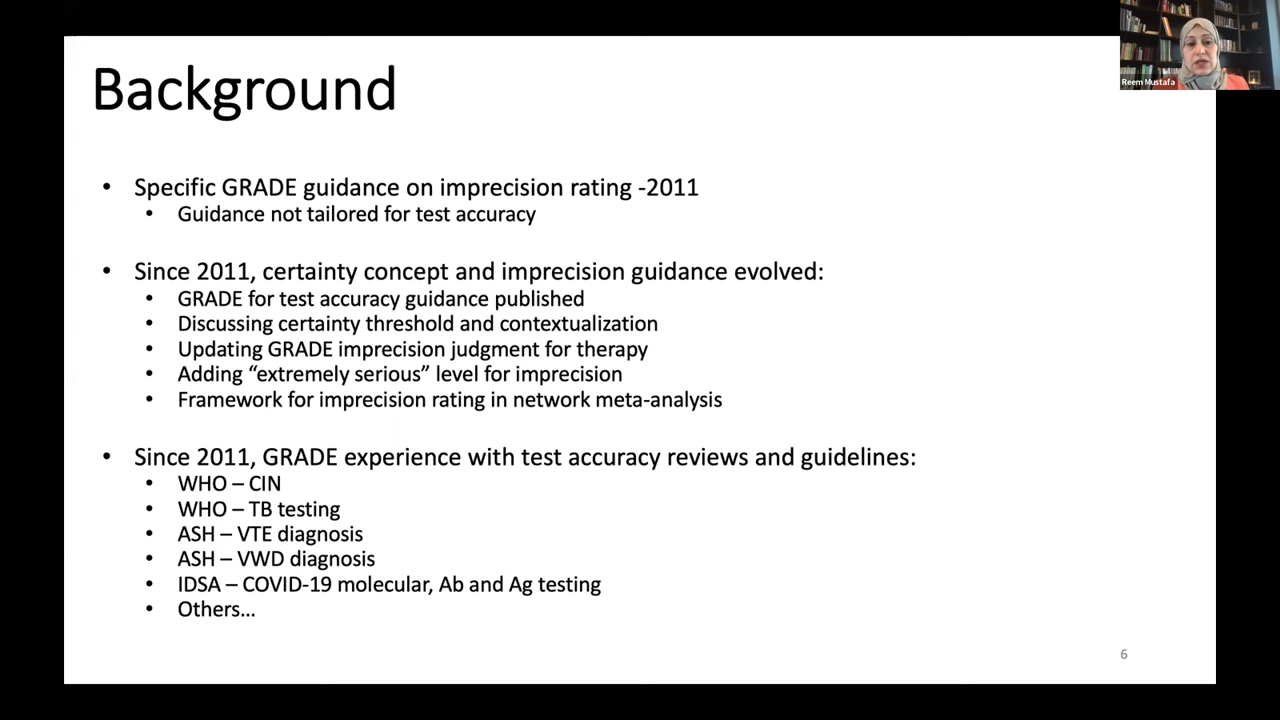 Reem Mustafa
Background
• Specific GRADE guidance on imprecision rating -2011
• Guidance not tailored for test accuracy
• Since 2011, certainty concept and imprecision guidance evolved:
• GRADE for test accuracy guidance published
• Discussing certainty threshold and contextualization
• Updating GRADE imprecision judgment for therapy
• Adding “extremely serious” level for imprecision
• Framework for imprecision rating in network meta-analysis
• Since 2011, GRADE experience with test accuracy reviews and guidelines:
• WHO – CIN
• WHO – TB testing
• ASH – VTE diagnosis
• ASH – VWD diagnosis
• IDSA – COVID-19 molecular, Ab and Ag testing
• Others…
6